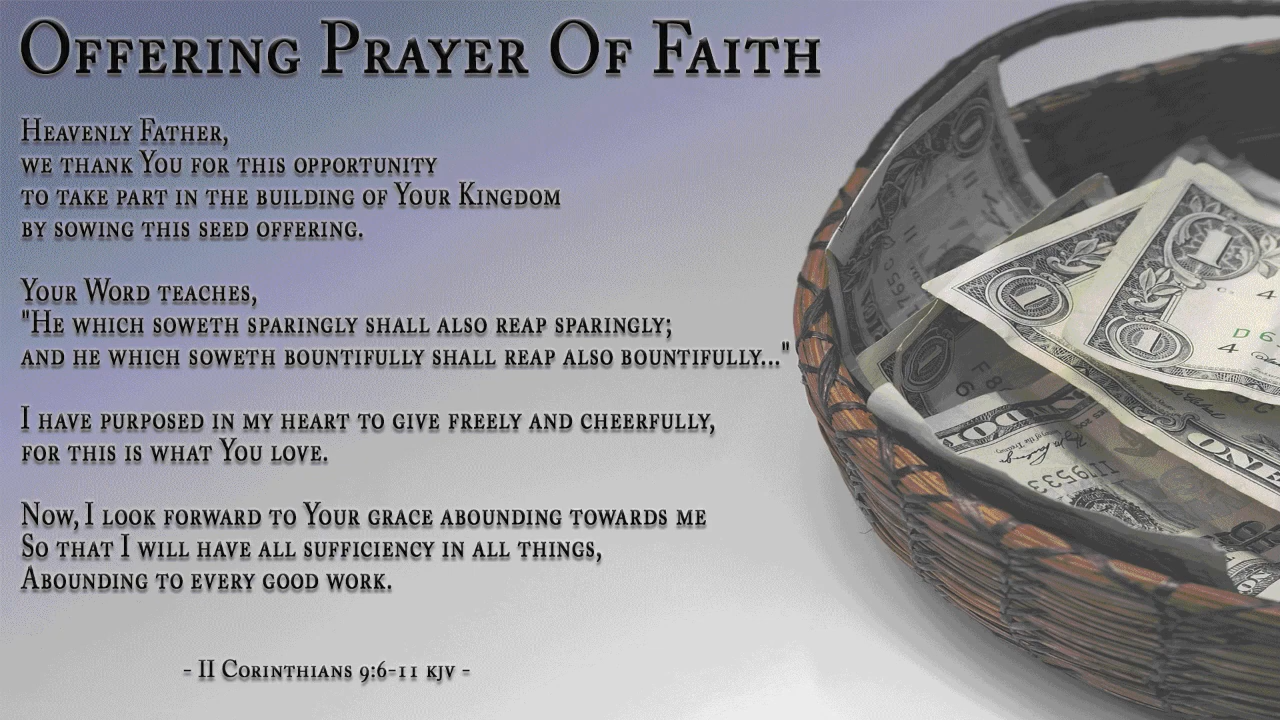 Offering Prayer Of Faith
Heavenly Father,
we thank You for this opportunity
to take part in the building of Your Kingdom
by sowing this seed offering.
Your Word teaches,
"He which soweth sparingly shall also reap sparingly;
and he which soweth bountifully shall reap also bountifully..."
I have purposed in my heart to give freely and cheerfully,
for this is what You love.
Now, I look forward to Your grace abounding towards me
So that I will have all sufficiency in all things,
Abounding to every good work.
- II Corinthians 9:6-11 kjv -
ONE